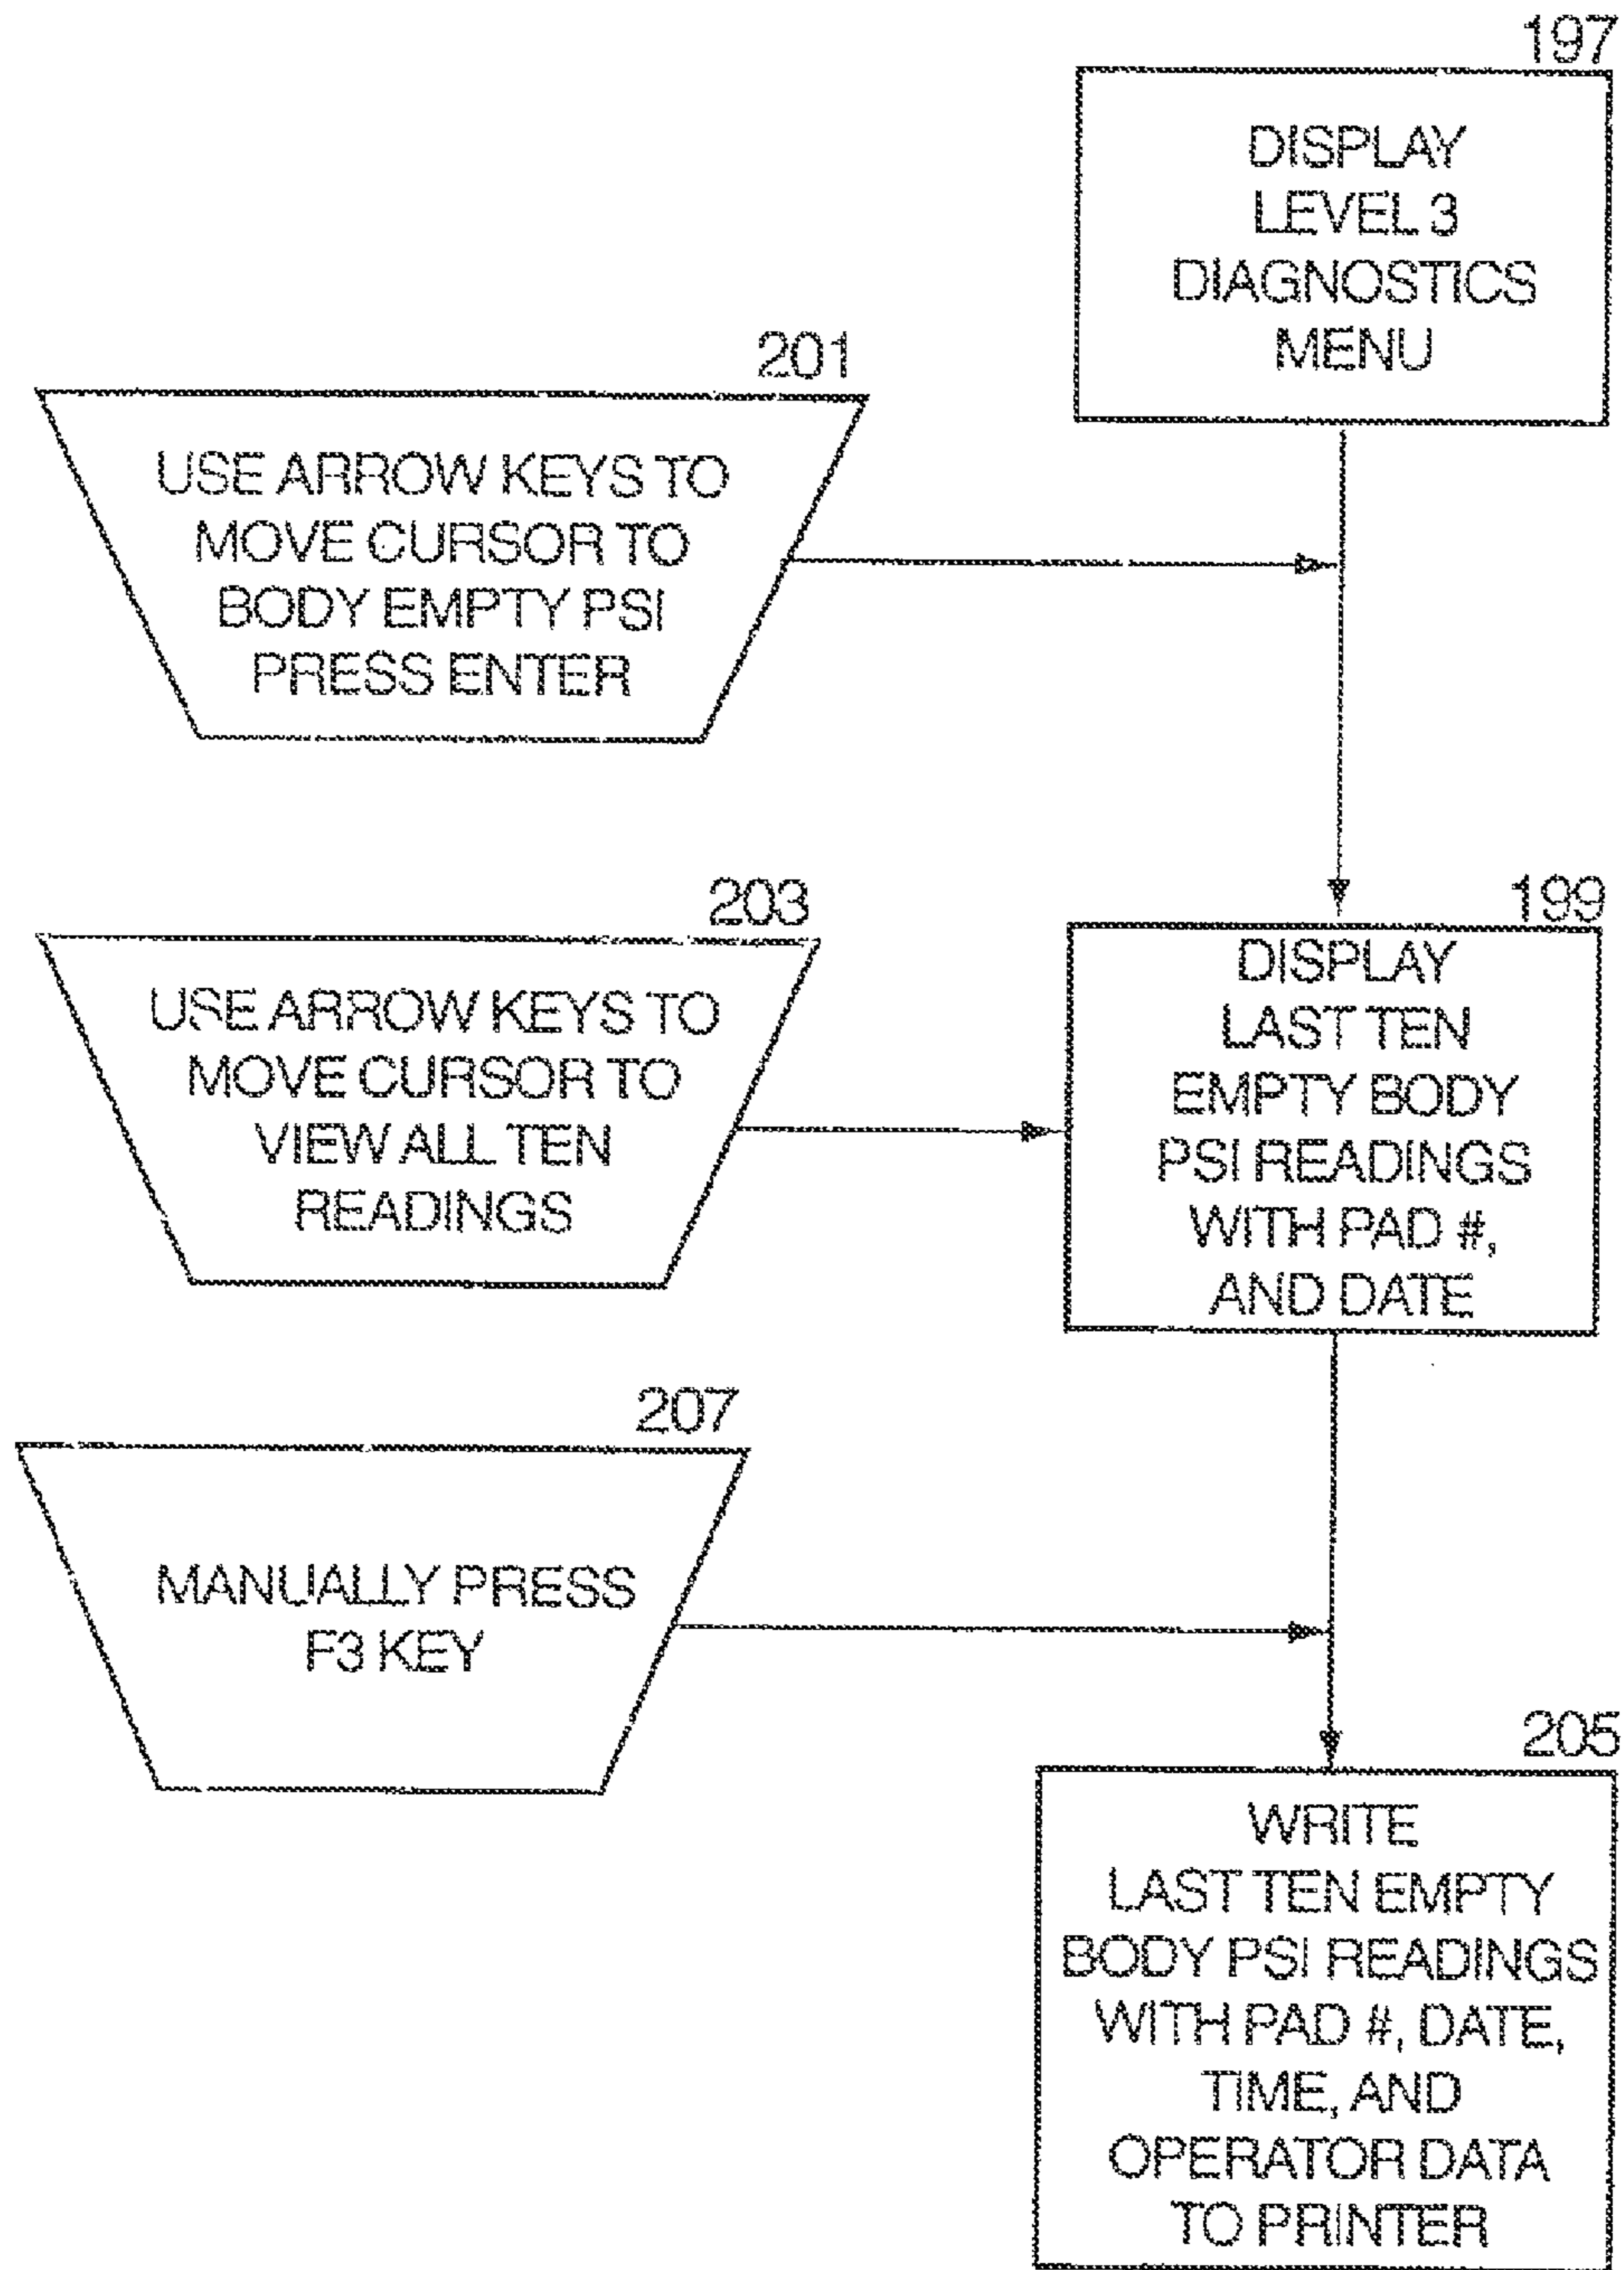 197
DISPLAY
LEVEL 3
DIAGNOSTICS
MENU
201
USE ARROW KEYS TO
MOVE CURSOR TO
BODY EMPTY PSI
PRESS ENTER
203
USE ARROW KEYS TO
MOVE CURSOR TO
VIEW ALL TEN
READINGS
199
DISPLAY
LAST TEN
EMPTY BODY
PSI READINGS
WITH PAD #,
AND DATE
207
MANUALLY PRESS
F3 KEY
205
WRITE
LAST TEN EMPTY
BODY PSI READINGS
WITH PAD #, DATE,
TIME, AND
OPERATOR DATA
TO PRINTER